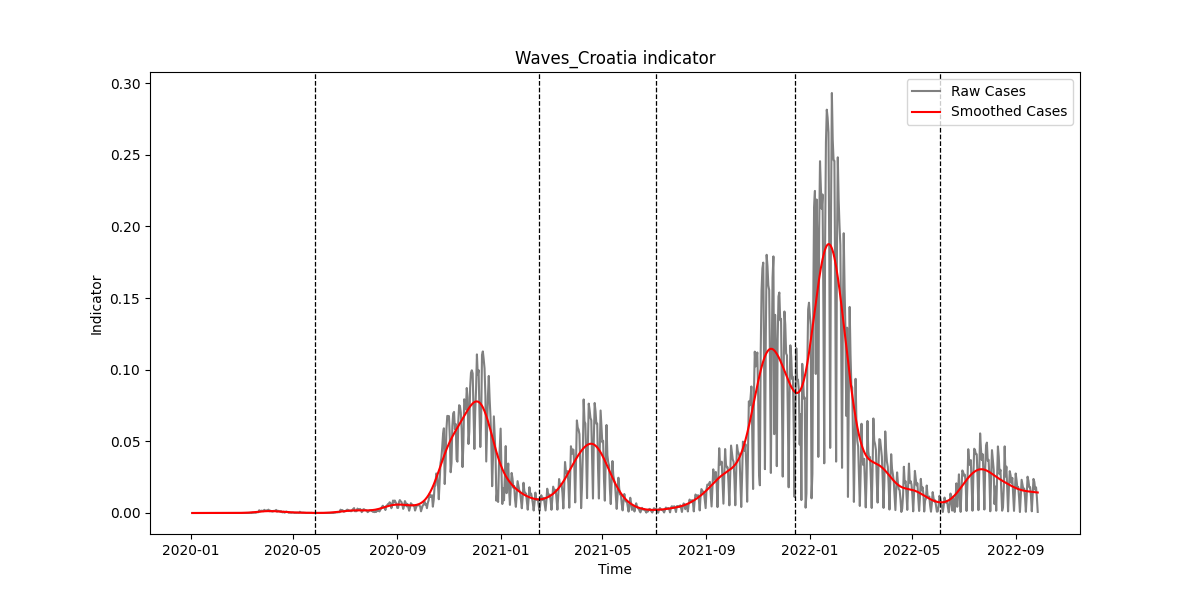 Waves_Croatia indicator
Raw Cases
Smoothed Cases
0.30
0.25
0.20
0.15
0.10
0.05
0.00
Indicator
2020-01 2020-05 2020-09 2021-01 2021-05 2021-09 2022-01 2022-05 2022-09
Time